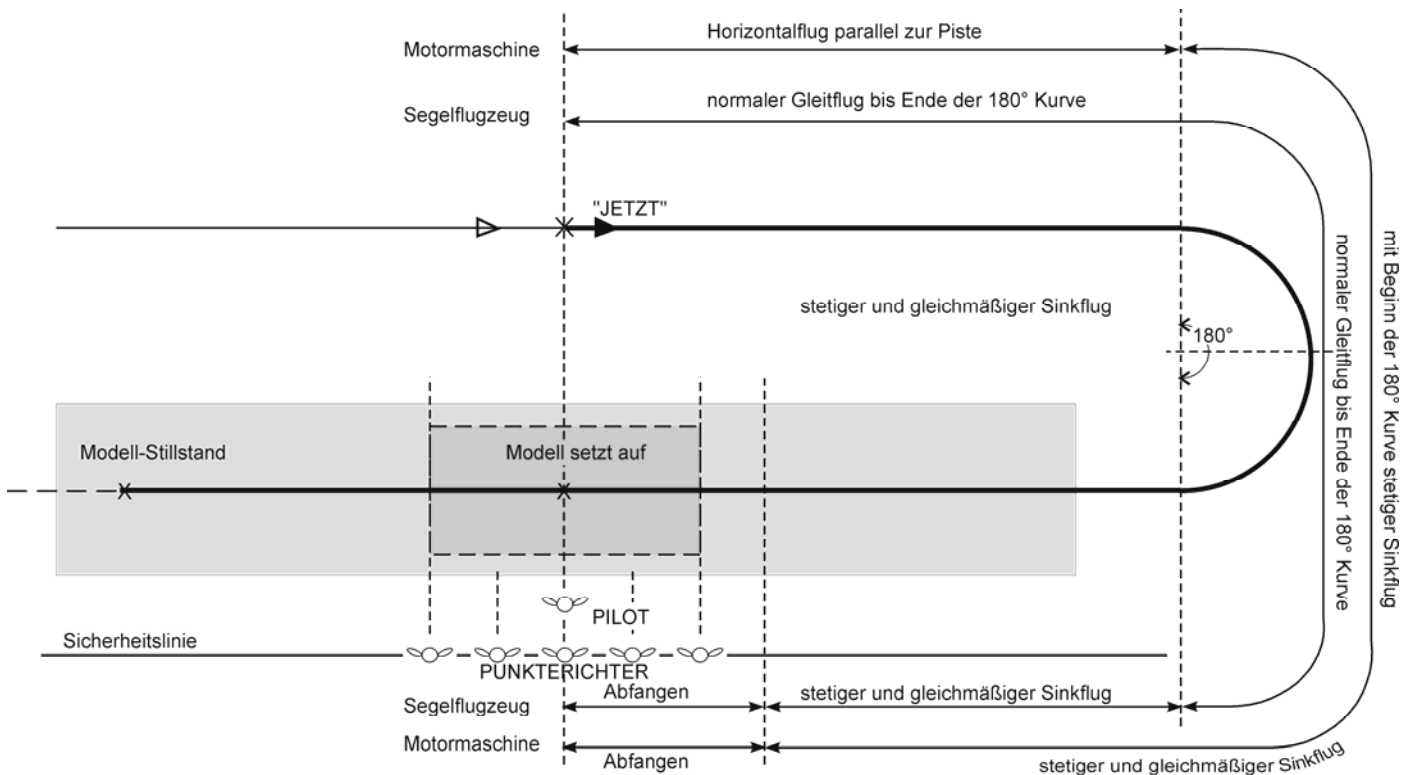 Motormaschine
Horizontalflug parallel zur Piste
Segelflugzeug
normaler Gleitflug bis Ende der 180° Kurve
"JETZT"
stetiger und gleichmäßiger Sinkflug
180°
normaler Gleitflug bis Ende der 180° Kurve
mit Beginn der 180° Kurve stetiger Sinkflug
Modell-Stillstand
Modell setzt auf
PILOT
Sicherheitslinie
PUNKTERICHTER
Segelflugzeug
Abfangen
stetiger und gleichmäßiger Sinkflug
Motormaschine
Abfangen
stetiger und gleichmäßiger Sinkflug